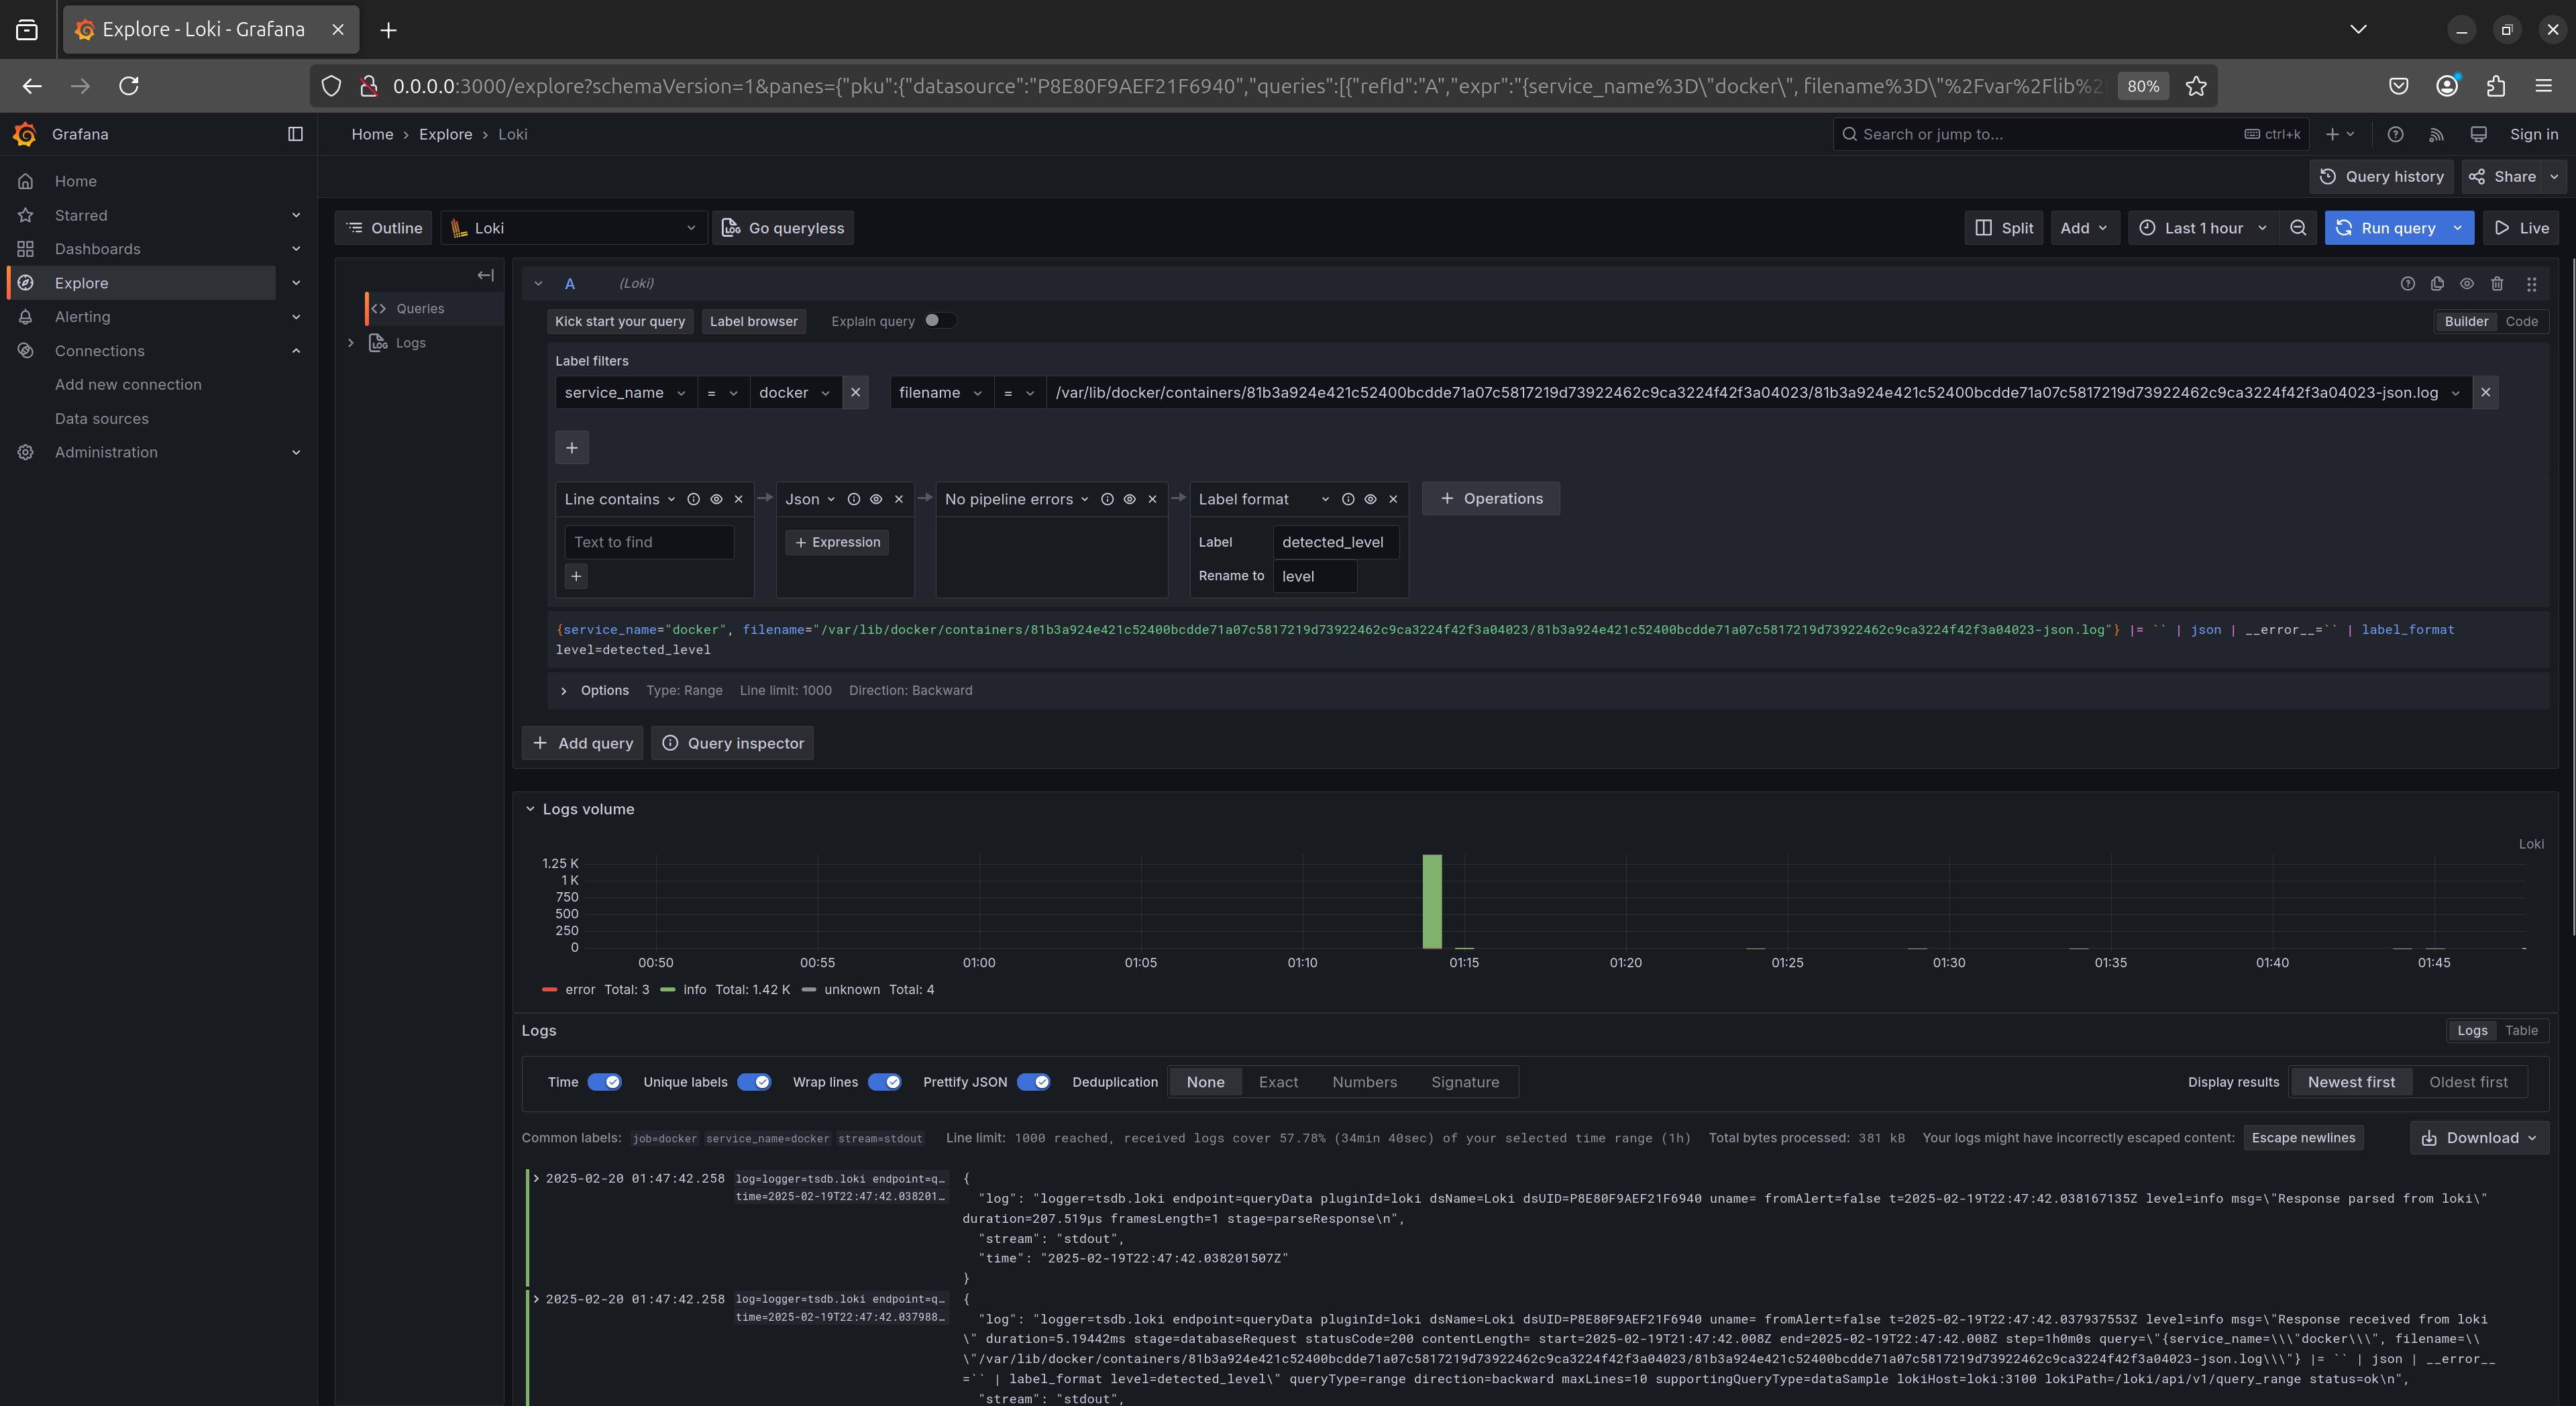 Explore - Loki - Grafana
0.0.0.0:3000/explore?schemaVersion=1&panes={"pku":{"datasource":"P8E80F9AEF21F6940","queries":[{"refId":"A","expr":"{service_name%3D\"docker\", filename%3D\"%2Fvar%2Flib%2
80%
Grafana
Home › Explore › Loki
Search or jump to...
ctrl+k
Sign in
Query history
Share
Home
Starred
Dashboards
Explore
Alerting
Connections
Add new connection
Data sources
Administration
Outline
Loki
Go queryless
Split
Add
Last 1 hour
Run query
Live
Queries
Logs
A
(Loki)
Kick start your query
Label browser
Explain query
Builder
Code
Label filters
service_name = docker
filename = /var/lib/docker/containers/81b3a924e421c52400bcdde71a07c5817219d73922462c9ca3224f42f3a04023/81b3a924e421c52400bcdde71a07c5817219d73922462c9ca3224f42f3a04023-json.log
Line contains
Json
No pipeline errors
Label format
Operations
Text to find
Expression
Label detected_level
Rename to level
{service_name="docker", filename="/var/lib/docker/containers/81b3a924e421c52400bcdde71a07c5817219d73922462c9ca3224f42f3a04023/81b3a924e421c52400bcdde71a07c5817219d73922462c9ca3224f42f3a04023-json.log"} |= `` | json | __error__=`` | label_format
level=detected_level
Options Type: Range Line limit: 1000 Direction: Backward
Add query
Query inspector
Logs volume
Loki
1.25 K
1 K
750
500
250
0
00:50 00:55 01:00 01:05 01:10 01:15 01:20 01:25 01:30 01:35 01:40 01:45
error Total: 3 info Total: 1.42 K unknown Total: 4
Logs
Logs Table
Time Unique labels Wrap lines Prettify JSON Deduplication None Exact Numbers Signature
Display results Newest first Oldest first
Common labels: job=docker service_name=docker stream=stdout Line limit: 1000 reached, received logs cover 57.78% (34min 40sec) of your selected time range (1h) Total bytes processed: 381 kB Your logs might have incorrectly escaped content: Escape newlines
Download
2025-02-20 01:47:42.258 log=logger=tsdb.loki endpoint=q… {
time=2025-02-19T22:47:42.038201… "log": "logger=tsdb.loki endpoint=queryData pluginId=loki dsName=Loki dsUID=P8E80F9AEF21F6940 uname= fromAlert=false t=2025-02-19T22:47:42.038167135Z level=info msg=\"Response parsed from loki\"
duration=207.519µs framesLength=1 stage=parseResponse\n",
"stream": "stdout",
"time": "2025-02-19T22:47:42.038201507Z"
}
2025-02-20 01:47:42.258 log=logger=tsdb.loki endpoint=q… {
time=2025-02-19T22:47:42.037988… "log": "logger=tsdb.loki endpoint=queryData pluginId=loki dsName=Loki dsUID=P8E80F9AEF21F6940 uname= fromAlert=false t=2025-02-19T22:47:42.037937553Z level=info msg=\"Response received from loki
\" duration=5.19442ms stage=databaseRequest statusCode=200 contentLength= start=2025-02-19T21:47:42.008Z end=2025-02-19T22:47:42.008Z step=1h0m0s query=\"{service_name=\\\"docker\\\", filename=\\
\"/var/lib/docker/containers/81b3a924e421c52400bcdde71a07c5817219d73922462c9ca3224f42f3a04023/81b3a924e421c52400bcdde71a07c5817219d73922462c9ca3224f42f3a04023-json.log\\\"} |= `` | json | __error__
=`` | label_format level=detected_level\" queryType=range direction=backward maxLines=10 supportingQueryType=dataSample lokiHost=loki:3100 lokiPath=/loki/api/v1/query_range status=ok\n",
"stream": "stdout",